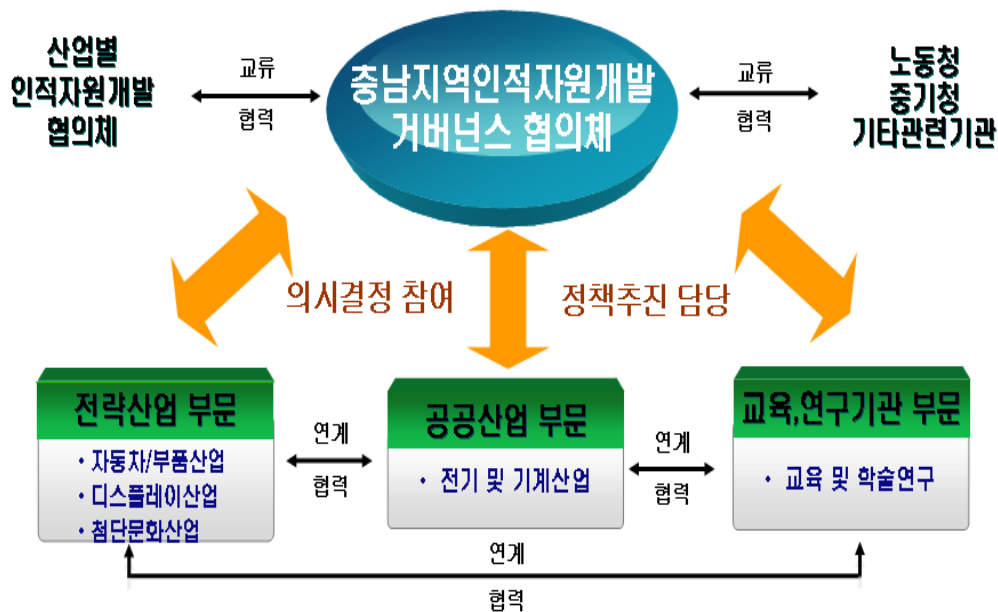 산업별
인적자원개발
협의체
교류
협력
충남지역인적자원개발
거버넌스 협의체
교류
협력
노동청
중기청
기타관련기관
의사결정 참여
정책추진 담당
전략산업 부문
• 자동차/부품산업
• 디스플레이산업
• 첨단문화산업
연계
협력
공공산업 부문
• 전기 및 기계산업
연계
협력
교육,연구기관 부문
• 교육 및 학술연구
연계
협력